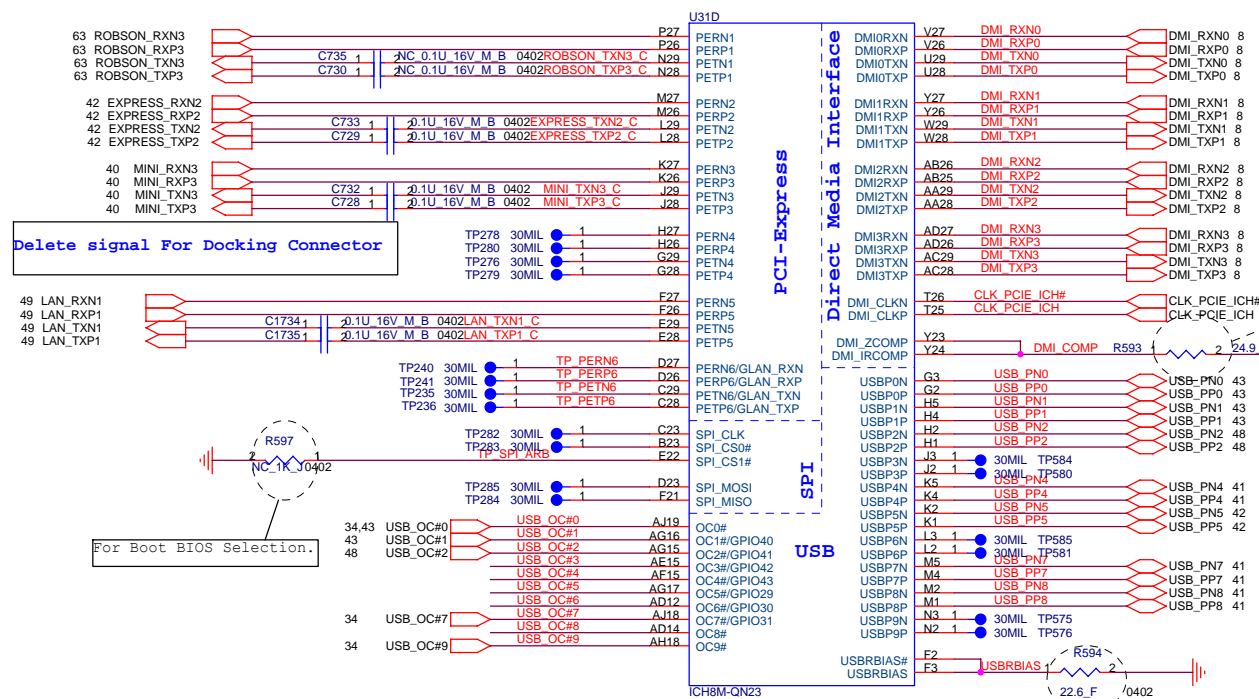 U31D
63 ROBSON_RXN3 P27 PERN1 DMI0RXN V27 DMI_RXN0 DMI_RXN0 8
63 ROBSON_RXP3 P26 PERP1 DMI0RXP V26 DMI_RXP0 DMI_RXP0 8
63 ROBSON_TXN3 C735 1 2 NC_0.1U_16V_M_B 0402 ROBSON_TXN3_C N29 PETN1 DMI0TXN U29 DMI_TXN0 DMI_TXN0 8
63 ROBSON_TXP3 C730 1 2 NC_0.1U_16V_M_B 0402 ROBSON_TXP3_C N28 PETP1 DMI0TXP U28 DMI_TXP0 DMI_TXP0 8
42 EXPRESS_RXN2 M27 PERN2 DMI1RXN Y27 DMI_RXN1 DMI_RXN1 8
42 EXPRESS_RXP2 M26 PERP2 DMI1RXP Y26 DMI_RXP1 DMI_RXP1 8
42 EXPRESS_TXN2 C733 1 2 0.1U_16V_M_B 0402 EXPRESS_TXN2_C L29 PETN2 DMI1TXN W29 DMI_TXN1 DMI_TXN1 8
42 EXPRESS_TXP2 C729 1 2 0.1U_16V_M_B 0402 EXPRESS_TXP2_C L28 PETP2 DMI1TXP W28 DMI_TXP1 DMI_TXP1 8
40 MINI_RXN3 K27 PERN3 DMI2RXN AB26 DMI_RXN2 DMI_RXN2 8
40 MINI_RXP3 K26 PERP3 DMI2RXP AB25 DMI_RXP2 DMI_RXP2 8
40 MINI_TXN3 C732 1 2 0.1U_16V_M_B 0402 MINI_TXN3_C J29 PETN3 DMI2TXN AA29 DMI_TXN2 DMI_TXN2 8
40 MINI_TXP3 C728 1 2 0.1U_16V_M_B 0402 MINI_TXP3_C J28 PETP3 DMI2TXP AA28 DMI_TXP2 DMI_TXP2 8
Delete signal For Docking Connector
PCI-Express
Direct Media Interface
TP278 30MIL 1 H27 PERN4 DMI3RXN AD27 DMI_RXN3 DMI_RXN3 8
TP280 30MIL 1 H26 PERP4 DMI3RXP AD26 DMI_RXP3 DMI_RXP3 8
TP276 30MIL 1 G29 PETN4 DMI3TXN AC29 DMI_TXN3 DMI_TXN3 8
TP279 30MIL 1 G28 PETP4 DMI3TXP AC28 DMI_TXP3 DMI_TXP3 8
49 LAN_RXN1 F27 PERN5 DMI_CLKN T26 CLK_PCIE_ICH# CLK_PCIE_ICH#
49 LAN_RXP1 F26 PERP5 DMI_CLKP T25 CLK_PCIE_ICH CLK_PCIE_ICH
49 LAN_TXN1 C1734 1 2 0.1U_16V_M_B 0402 LAN_TXN1_C E29 PETN5
49 LAN_TXP1 C1735 1 2 0.1U_16V_M_B 0402 LAN_TXP1_C E28 PETP5 DMI_ZCOMP Y23
DMI_IRCOMP Y24 DMI_COMP R593 1 2 24.9
TP240 30MIL 1 TP_PERN6 D27 PERN6/GLAN_RXN
TP241 30MIL 1 TP_PERP6 D26 PERP6/GLAN_RXP USBP0N G3 USB_PN0 USB_PN0 43
TP235 30MIL 1 TP_PETN6 C29 PETN6/GLAN_TXN USBP0P G2 USB_PP0 USB_PP0 43
TP236 30MIL 1 TP_PETP6 C28 PETP6/GLAN_TXP USBP1N H5 USB_PN1 USB_PN1 43
USBP1P H4 USB_PP1 USB_PP1 43
TP282 30MIL 1 C23 SPI_CLK USBP2N H2 USB_PN2 USB_PN2 48
TP283 30MIL 1 B23 SPI_CS0# USBP2P H1 USB_PP2 USB_PP2 48
R597 2 1 NC_1K_J 0402 TP_SPI_ARB E22 SPI_CS1# USBP3N J3 1 30MIL TP584
USBP3P J2 1 30MIL TP580
SPI
TP285 30MIL 1 D23 SPI_MOSI USBP4N K5 USB_PN4 USB_PN4 41
TP284 30MIL 1 F21 SPI_MISO USBP4P K4 USB_PP4 USB_PP4 41
USBP5N K2 USB_PN5 USB_PN5 42
34,43 USB_OC#0 USB_OC#0 AJ19 OC0# USBP5P K1 USB_PP5 USB_PP5 42
43 USB_OC#1 USB_OC#1 AG16 OC1#/GPIO40 USBP6N L3 1 30MIL TP585
48 USB_OC#2 USB_OC#2 AG15 OC2#/GPIO41 USBP6P L2 1 30MIL TP581
For Boot BIOS Selection.
USB
USB_OC#3 AE15 OC3#/GPIO42 USBP7N M5 USB_PN7 USB_PN7 41
USB_OC#4 AF15 OC4#/GPIO43 USBP7P M4 USB_PP7 USB_PP7 41
USB_OC#5 AG17 OC5#/GPIO29 USBP8N M2 USB_PN8 USB_PN8 41
USB_OC#6 AD12 OC6#/GPIO30 USBP8P M1 USB_PP8 USB_PP8 41
34 USB_OC#7 USB_OC#7 AJ18 OC7#/GPIO31 USBP9N N3 1 30MIL TP575
USB_OC#8 AD14 OC8# USBP9P N2 1 30MIL TP576
34 USB_OC#9 USB_OC#9 AH18 OC9#
USBRBIAS# F2
USBRBIAS F3 USBRBIAS 1 R594 2
22.6_F 0402
ICH8M-QN23